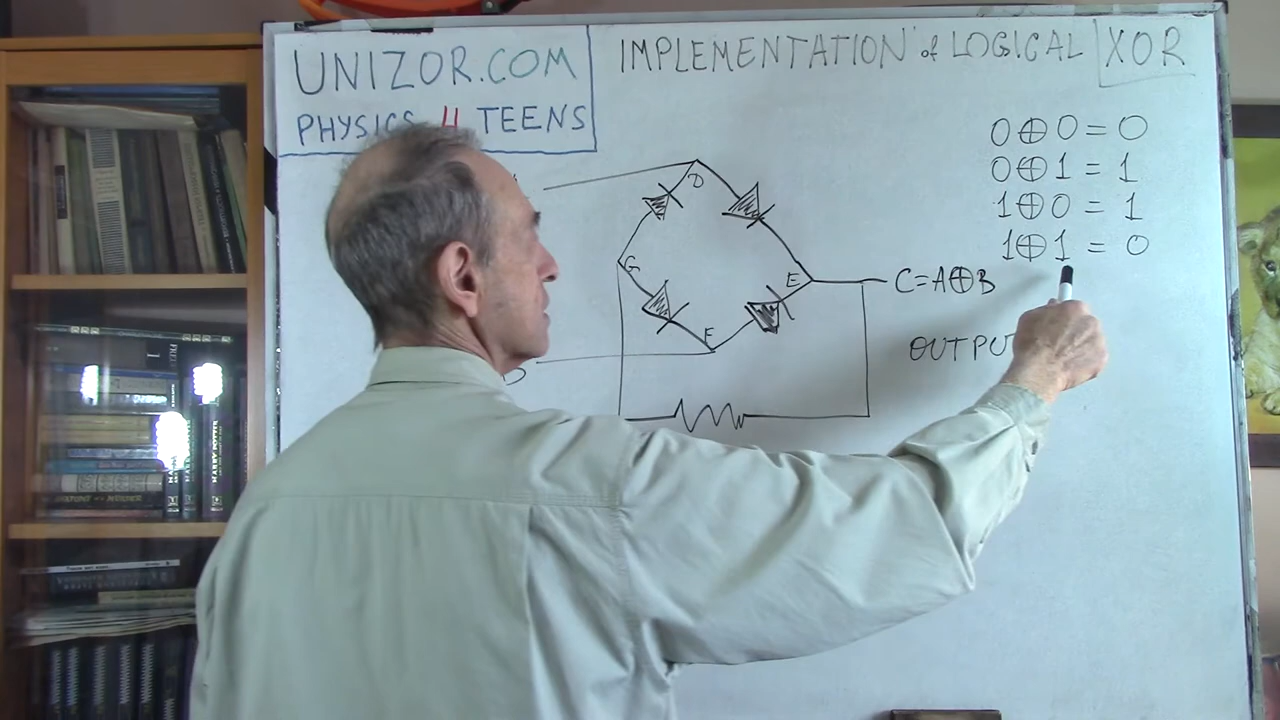 UNIZOR.COM
PHYSICS 4 TEENS
IMPLEMENTATION of LOGICAL XOR
0⊕0=0
0⊕1=1
1⊕0=1
1⊕1=0
D
G
E
F
C=A⊕B
OUTPU